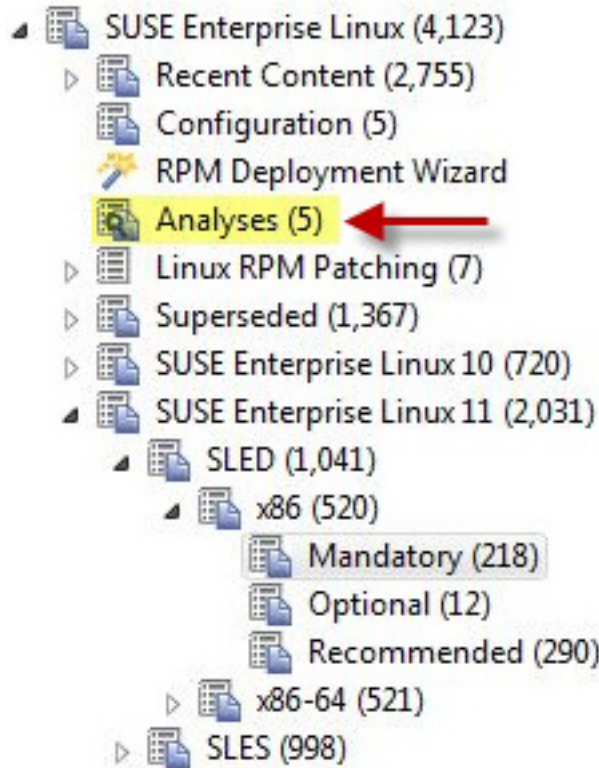 SUSE Enterprise Linux (4,123)
Recent Content (2,755)
Configuration (5)
RPM Deployment Wizard
Analyses (5)
Linux RPM Patching (7)
Superseded (1,367)
SUSE Enterprise Linux 10 (720)
SUSE Enterprise Linux 11 (2,031)
SLED (1,041)
x86 (520)
Mandatory (218)
Optional (12)
Recommended (290)
x86-64 (521)
SLES (998)